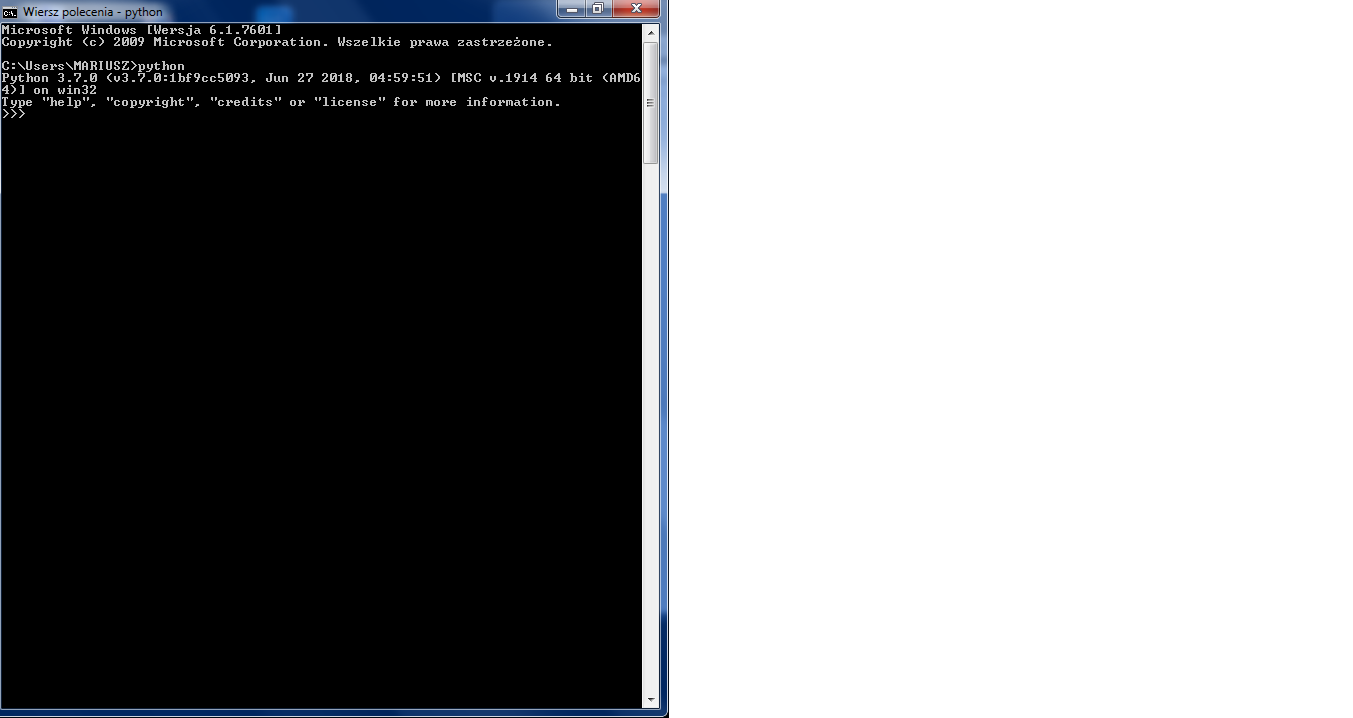 Wiersz polecenia - python
Microsoft Windows [Wersja 6.1.7601]
Copyright (c) 2009 Microsoft Corporation. Wszelkie prawa zastrzeżone.
C:\Users\MARIUSZ>python
Python 3.7.0 (v3.7.0:1bf9cc5093, Jun 27 2018, 04:59:51) [MSC v.1914 64 bit (AMD6
4)] on win32
Type "help", "copyright", "credits" or "license" for more information.
>>>